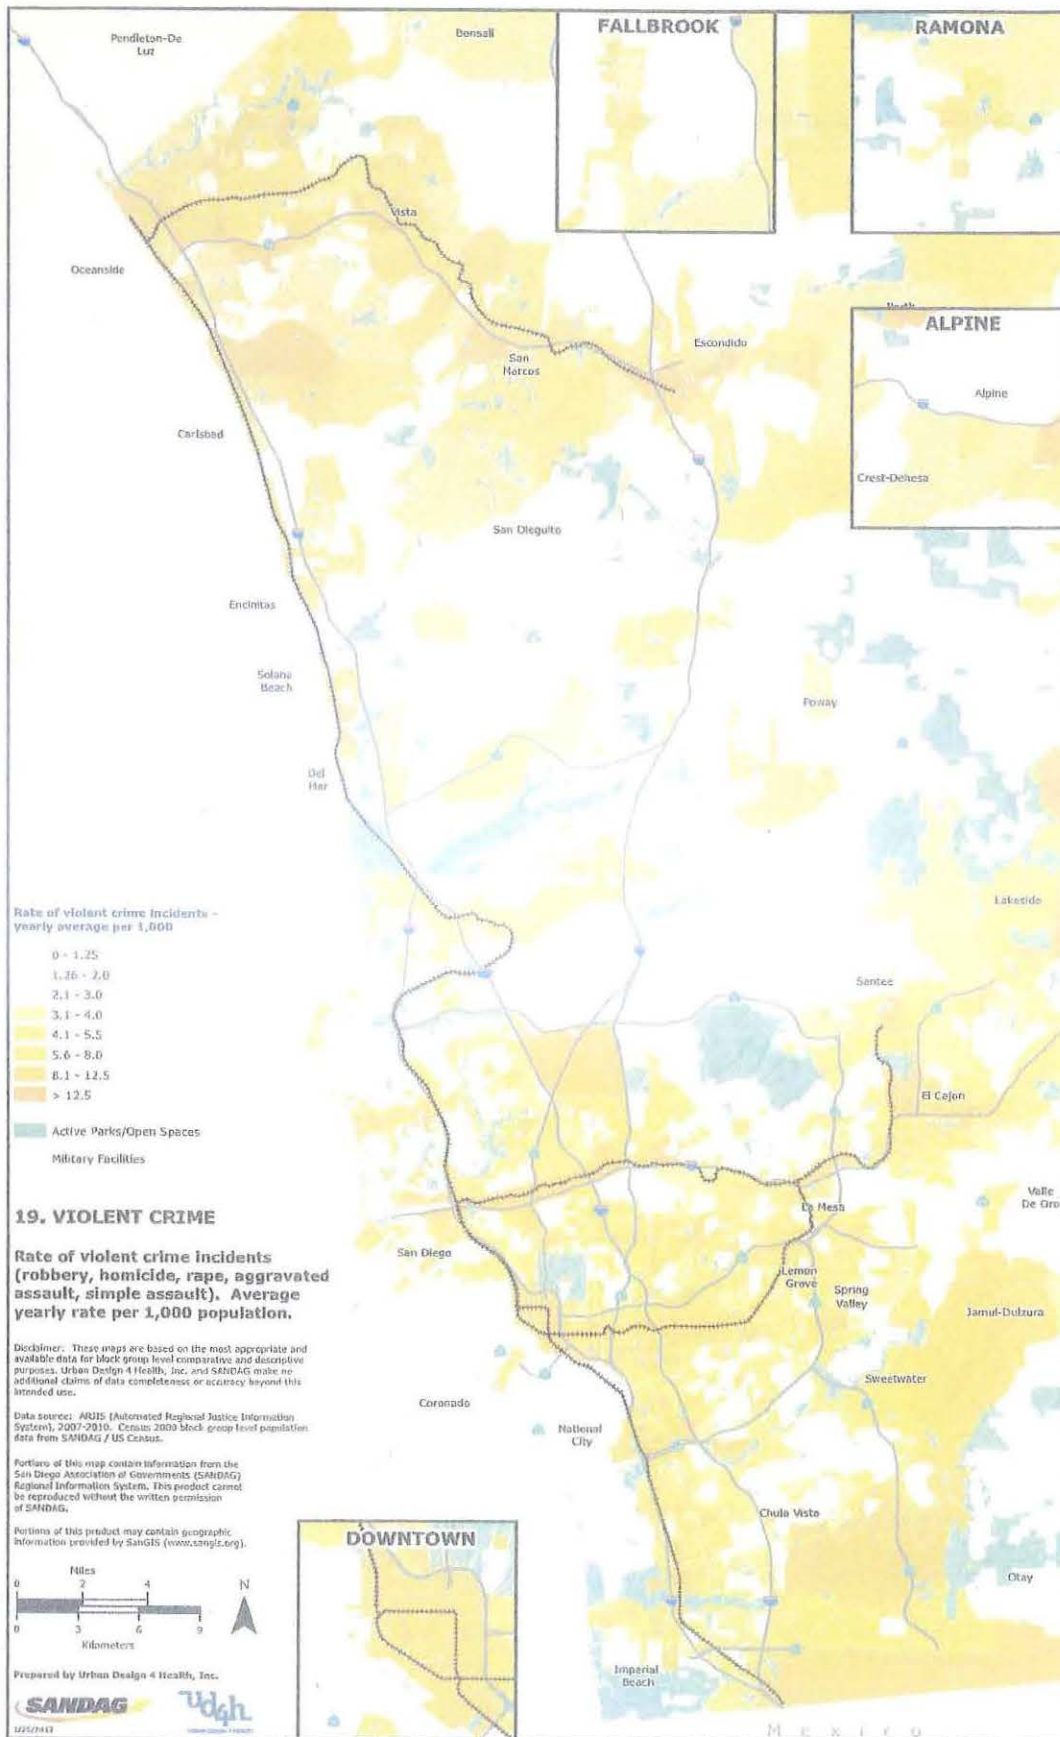 Pendleton-De
Luz
Bonsall
FALLBROOK
RAMONA
Vista
Oceanside
North
ALPINE
Escondido
San
Marcos
Alpine
Carlsbad
Crest-Dehesa
San Dieguito
Encinitas
Solana
Beach
Poway
Del
Mar
Lakeside
Rate of violent crime incidents -
yearly average per 1,000
0 - 1.25
1.26 - 2.0
2.1 - 3.0
3.1 - 4.0
4.1 - 5.5
5.6 - 8.0
8.1 - 12.5
> 12.5
Active Parks/Open Spaces
Military Facilities
Santee
El Cajon
Valle
De Oro
La Mesa
San Diego
Lemon
Grove
Spring
Valley
Jamul-Dulzura
Sweetwater
Coronado
National
City
Chula Vista
Otay
Imperial
Beach
Mexico
19. VIOLENT CRIME
Rate of violent crime incidents
(robbery, homicide, rape, aggravated
assault, simple assault). Average
yearly rate per 1,000 population.
Disclaimer: These maps are based on the most appropriate and
available data for block group level comparative and descriptive
purposes. Urban Design 4 Health, Inc. and SANDAG make no
additional claims of data completeness or accuracy beyond this
intended use.
Data source: ARJIS (Automated Regional Justice Information
System), 2007-2010. Census 2000 block group level population
data from SANDAG / US Census.
Portions of this map contain information from the
San Diego Association of Governments (SANDAG)
Regional Information System. This product cannot
be reproduced without the written permission
of SANDAG.
Portions of this product may contain geographic
information provided by SanGIS (www.sangis.org).
DOWNTOWN
Miles
0 2 4
N
0 3 6 9
Kilometers
Prepared by Urban Design 4 Health, Inc.
SANDAG
ud4h